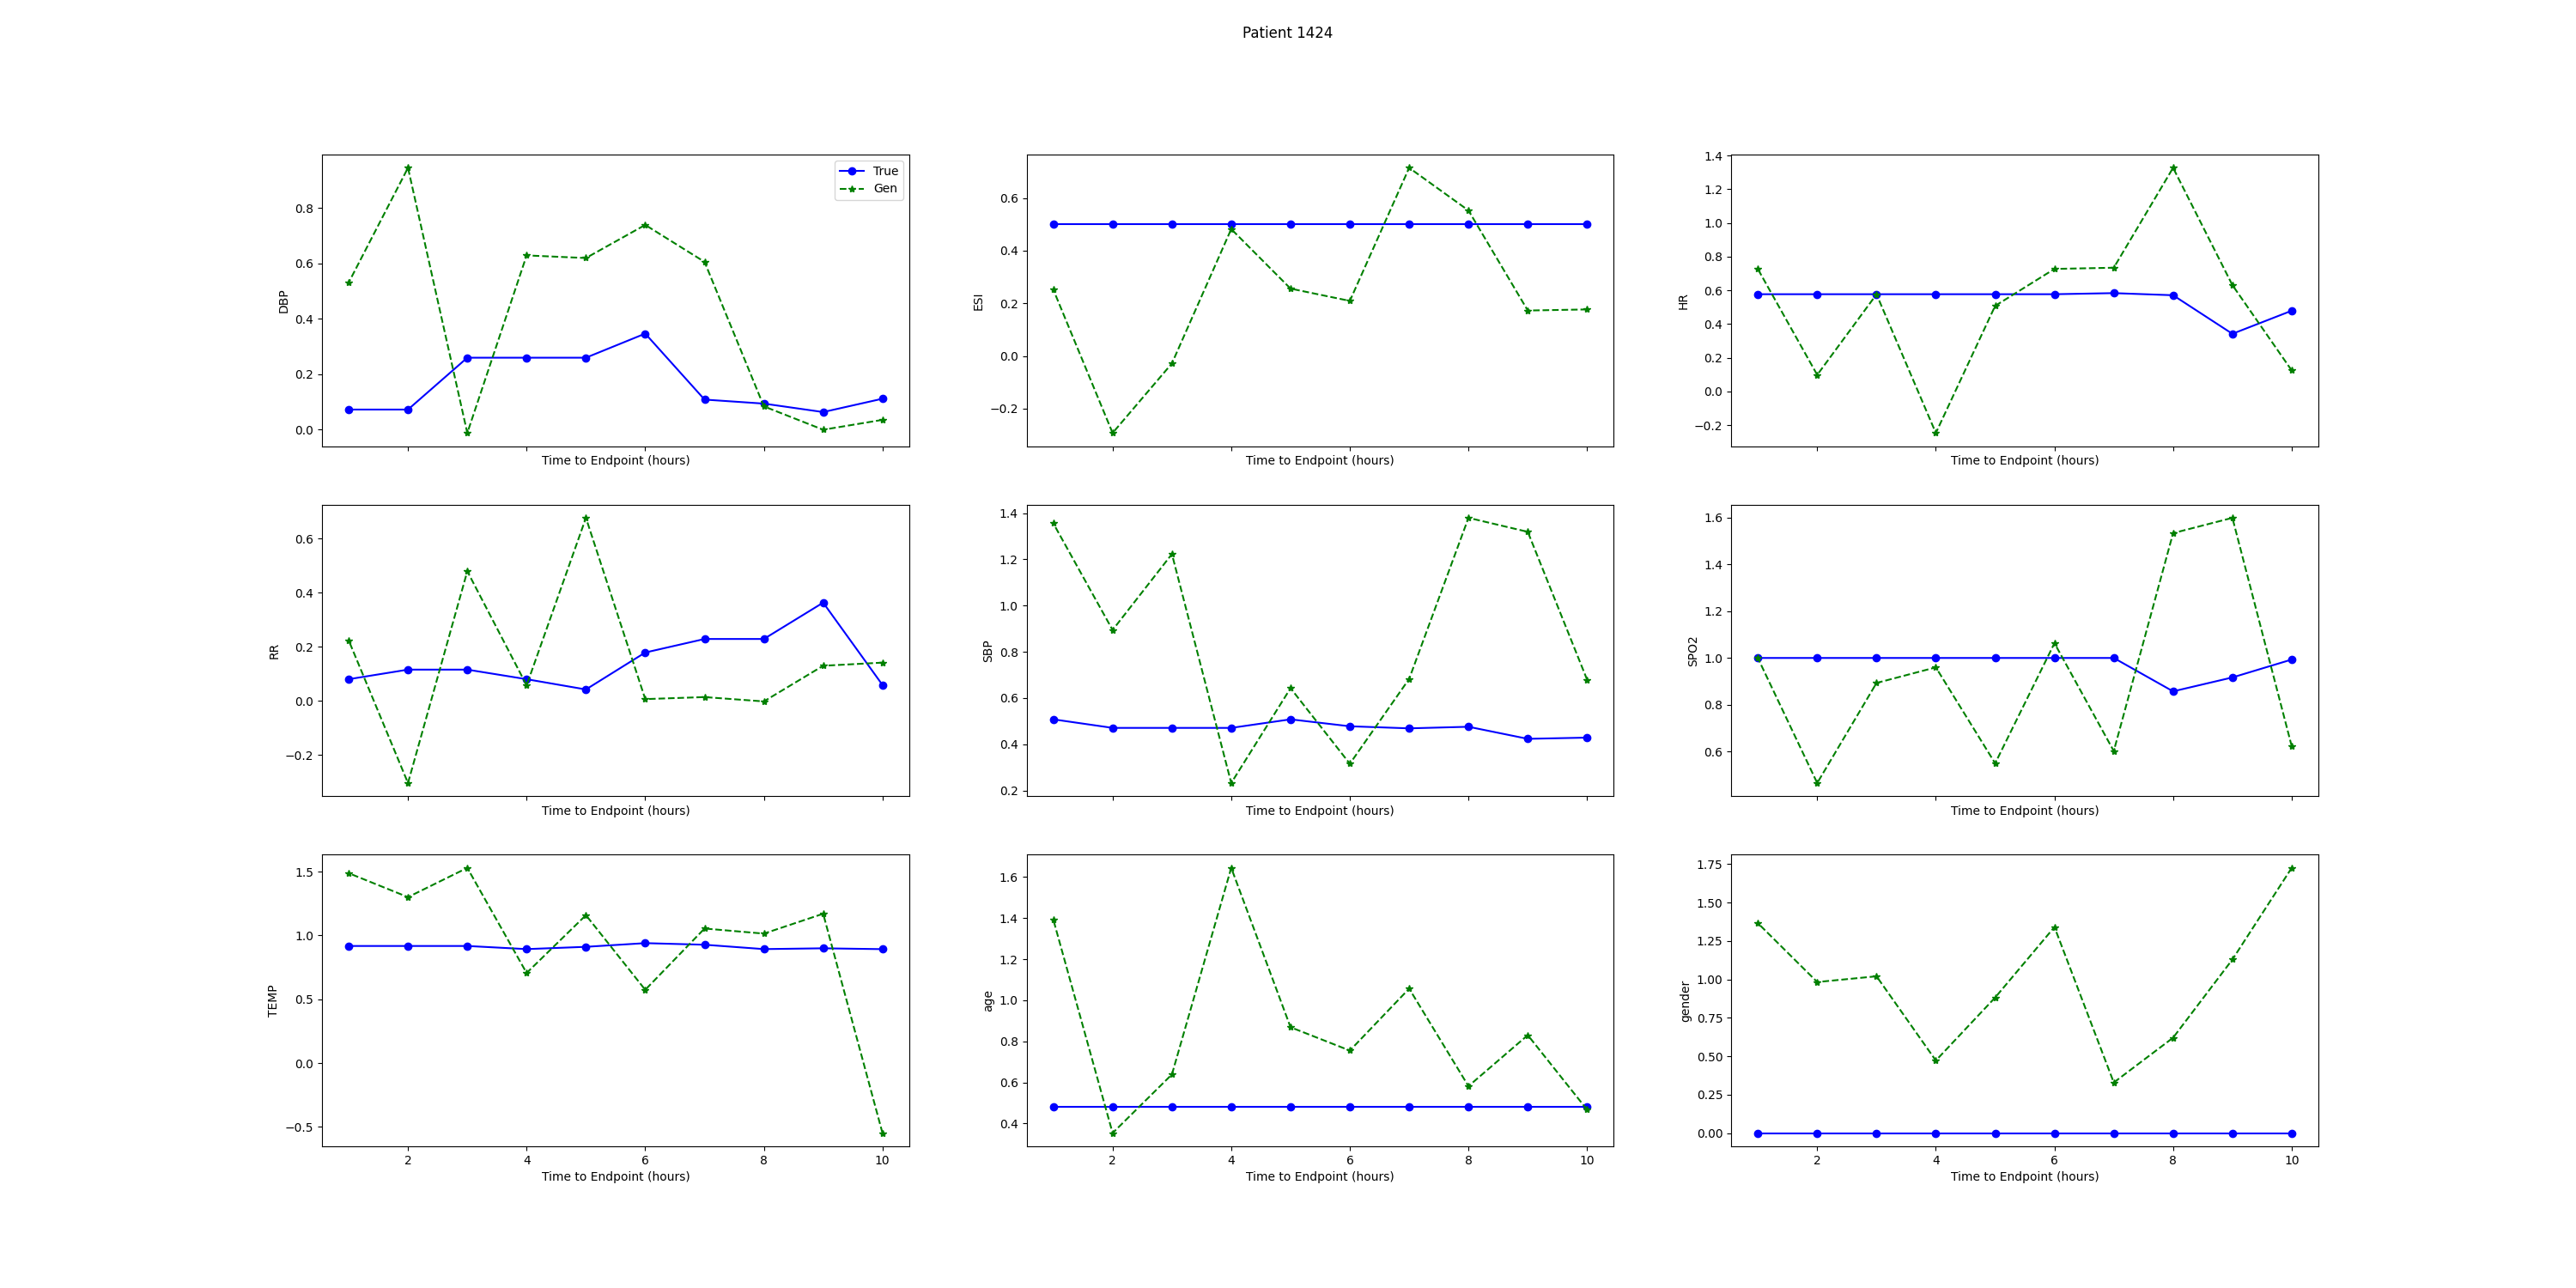 Patient 1424
True
Gen
0.8
0.6
0.4
0.2
0.0
DBP
Time to Endpoint (hours)
0.6
0.4
0.2
0.0
−0.2
ESI
Time to Endpoint (hours)
1.4
1.2
1.0
0.8
0.6
0.4
0.2
0.0
−0.2
HR
Time to Endpoint (hours)
0.6
0.4
0.2
0.0
−0.2
RR
Time to Endpoint (hours)
1.4
1.2
1.0
0.8
0.6
0.4
0.2
SBP
Time to Endpoint (hours)
1.6
1.4
1.2
1.0
0.8
0.6
SPO2
Time to Endpoint (hours)
1.5
1.0
0.5
0.0
−0.5
TEMP
2 4 6 8 10
Time to Endpoint (hours)
1.6
1.4
1.2
1.0
0.8
0.6
0.4
age
2 4 6 8 10
Time to Endpoint (hours)
1.75
1.50
1.25
1.00
0.75
0.50
0.25
0.00
gender
2 4 6 8 10
Time to Endpoint (hours)